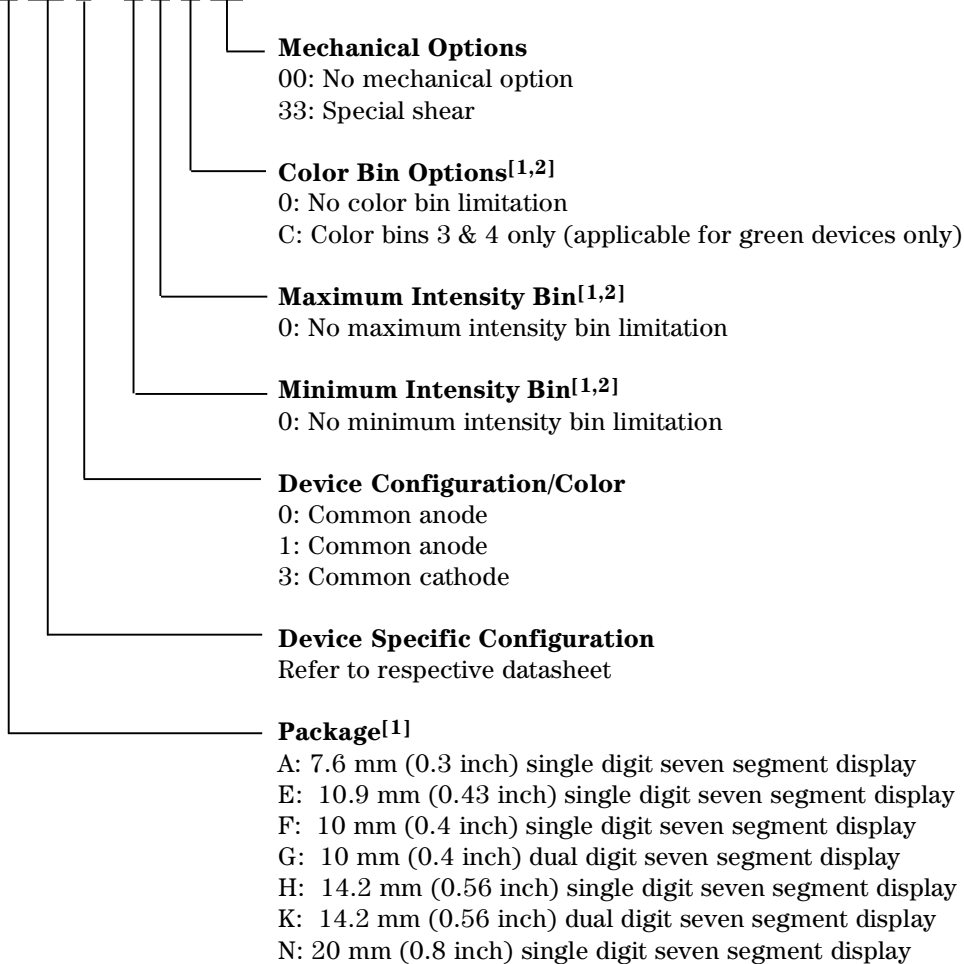 Mechanical Options
00: No mechanical option
33: Special shear
Color Bin Options[1,2]
0: No color bin limitation
C: Color bins 3 & 4 only (applicable for green devices only)
Maximum Intensity Bin[1,2]
0: No maximum intensity bin limitation
Minimum Intensity Bin[1,2]
0: No minimum intensity bin limitation
Device Configuration/Color
0: Common anode
1: Common anode
3: Common cathode
Device Specific Configuration
Refer to respective datasheet
Package[1]
A: 7.6 mm (0.3 inch) single digit seven segment display
E: 10.9 mm (0.43 inch) single digit seven segment display
F: 10 mm (0.4 inch) single digit seven segment display
G: 10 mm (0.4 inch) dual digit seven segment display
H: 14.2 mm (0.56 inch) single digit seven segment display
K: 14.2 mm (0.56 inch) dual digit seven segment display
N: 20 mm (0.8 inch) single digit seven segment display